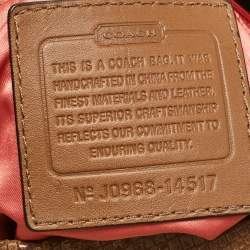 COACH
THIS IS A COACH BAG. IT WAS
HANDCRAFTED IN CHINA FROM THE
FINEST MATERIALS AND LEATHER.
ITS SUPERIOR CRAFTSMANSHIP
REFLECTS OUR COMMITMENT TO
ENDURING QUALITY.
No J0968-14517